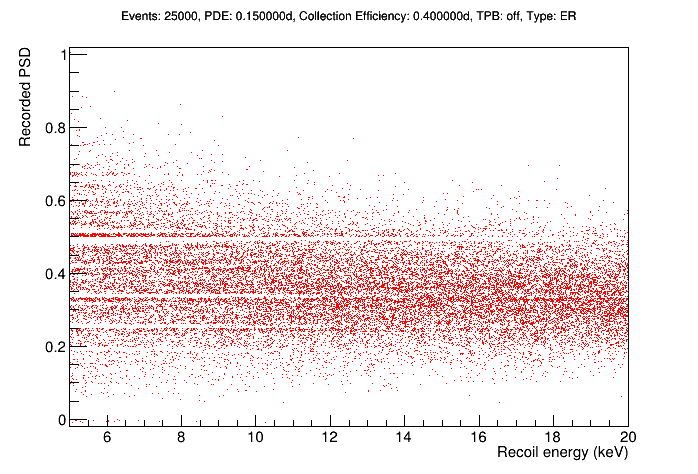 Events: 25000, PDE: 0.150000d, Collection Efficiency: 0.400000d, TPB: off, Type: ER
Recorded PSD
1
0.8
0.6
0.4
0.2
0
6 8 10 12 14 16 18 20
Recoil energy (keV)